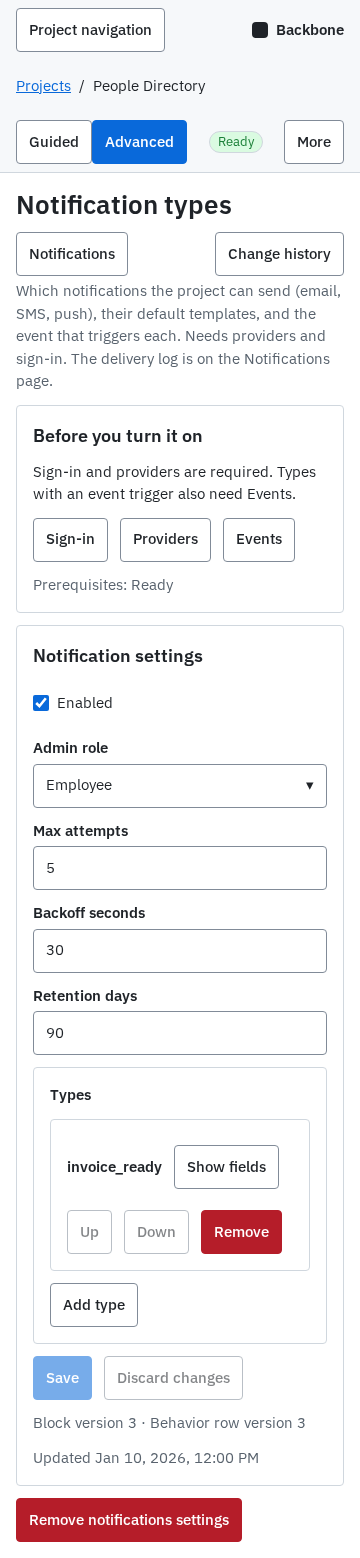 Project navigation
Backbone
Projects / People Directory
Guided
Advanced
Ready
More
Notification types
Notifications
Change history
Which notifications the project can send (email,
SMS, push), their default templates, and the
event that triggers each. Needs providers and
sign-in. The delivery log is on the Notifications
page.
Before you turn it on
Sign-in and providers are required. Types
with an event trigger also need Events.
Sign-in
Providers
Events
Prerequisites: Ready
Notification settings
Enabled
Admin role
Employee
Max attempts
5
Backoff seconds
30
Retention days
90
Types
invoice_ready
Show fields
Up
Down
Remove
Add type
Save
Discard changes
Block version 3 · Behavior row version 3
Updated Jan 10, 2026, 12:00 PM
Remove notifications settings